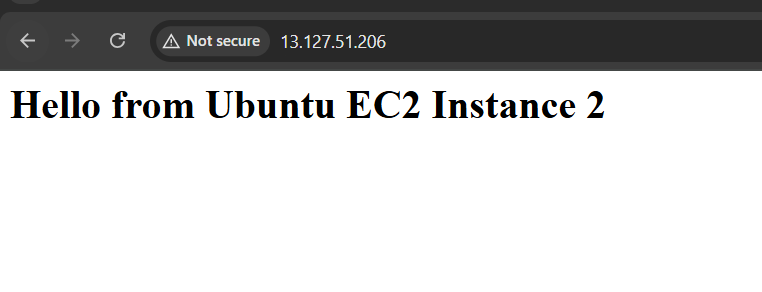 Not secure 13.127.51.206
Hello from Ubuntu EC2 Instance 2